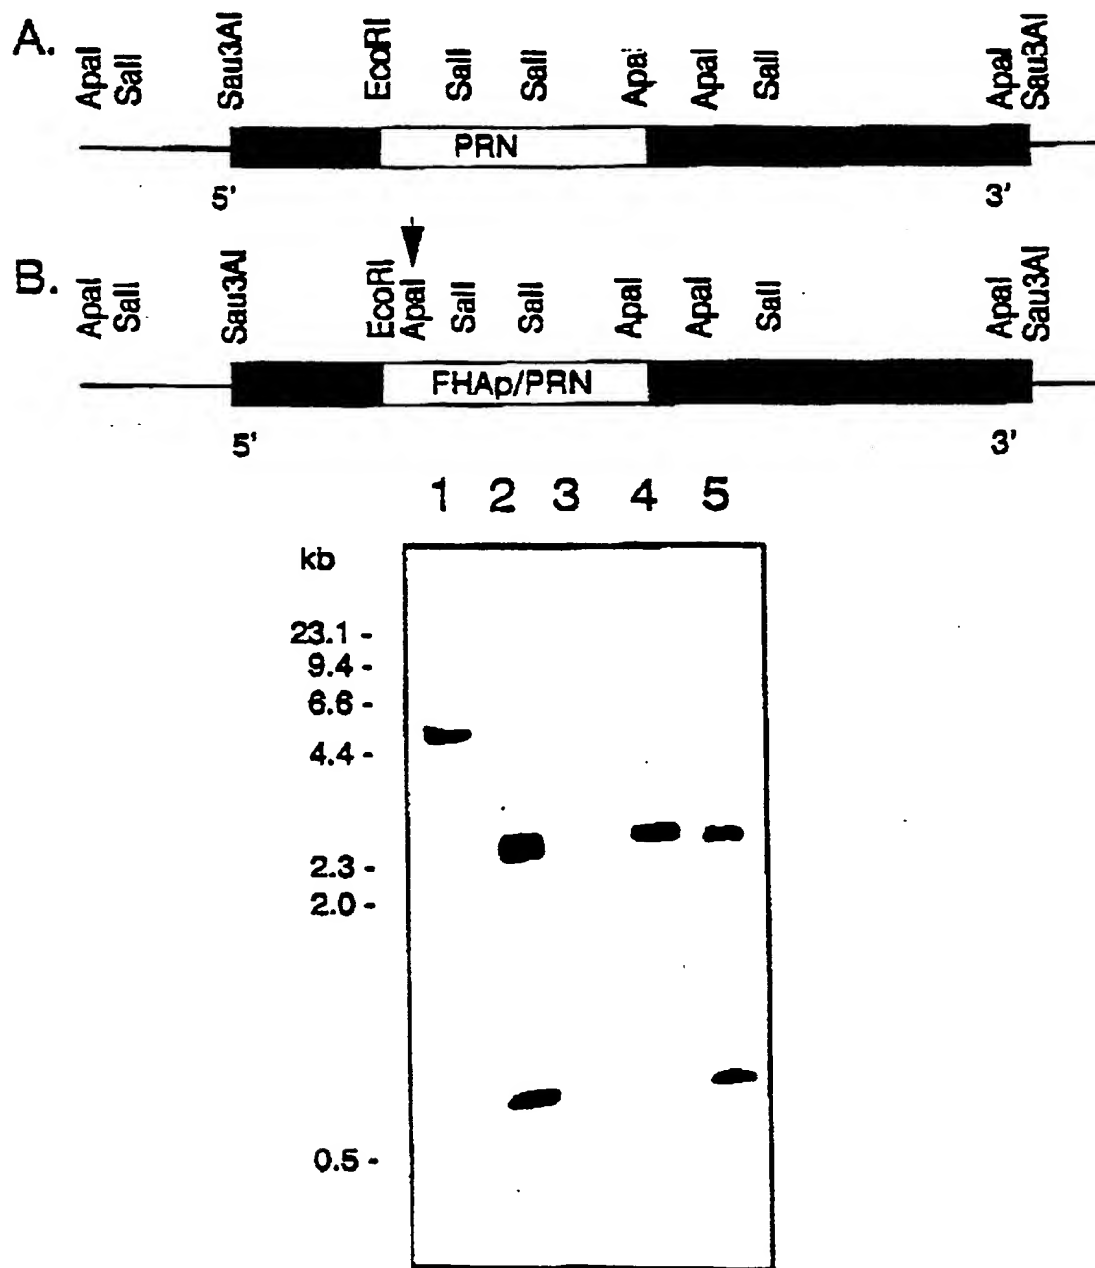 A.
ApaI SalI Sau3AI EcoRI SalI SalI ApaI ApaI SalI ApaI Sau3AI
PRN
5' 3'
B.
ApaI SalI Sau3AI EcoRI ApaI SalI SalI ApaI ApaI SalI ApaI Sau3AI
FHAp/PRN
5' 3'
1 2 3 4 5
kb
23.1 -
9.4 -
6.6 -
4.4 -
2.3 -
2.0 -
0.5 -